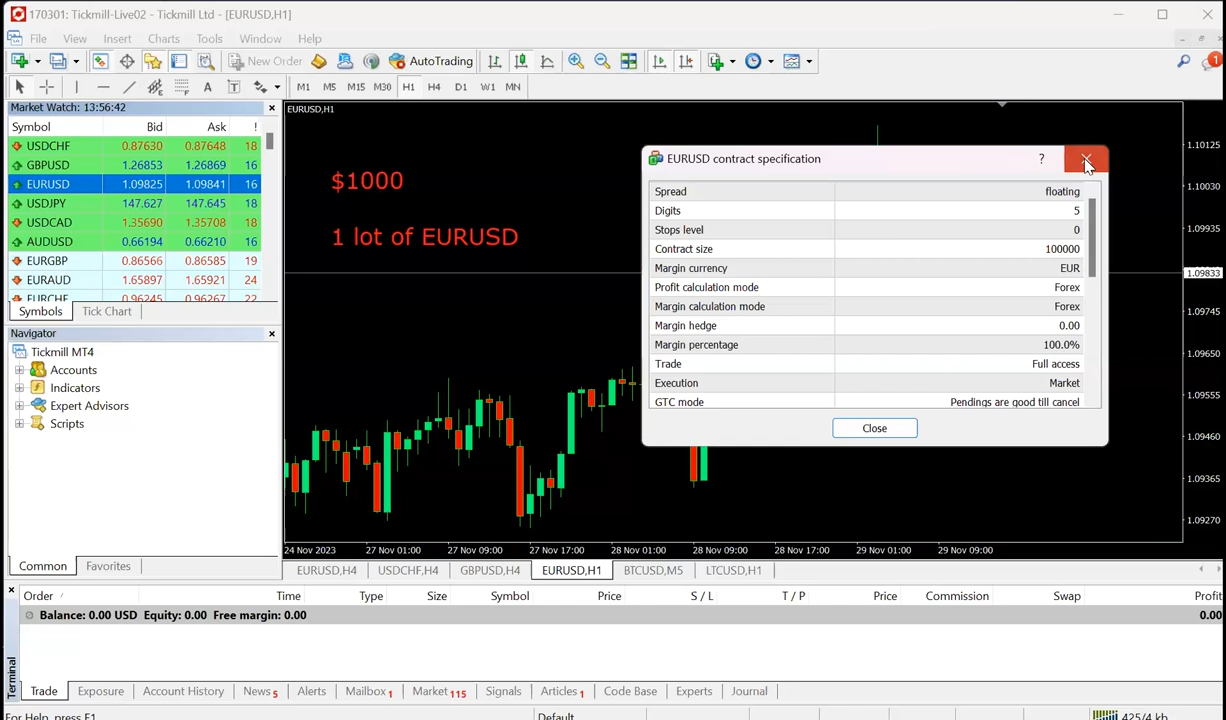 170301: Tickmill-Live02 - Tickmill Ltd - [EURUSD,H1]
File View Insert Charts Tools Window Help
New Order AutoTrading 1
A T M1 M5 M15 M30 H1 H4 D1 W1 MN
Market Watch: 13:56:42
Symbol Bid Ask !
USDCHF 0.87630 0.87648 18
GBPUSD 1.26853 1.26869 16
EURUSD 1.09825 1.09841 16
USDJPY 147.627 147.645 18
USDCAD 1.35690 1.35708 18
AUDUSD 0.66194 0.66210 16
EURGBP 0.86566 0.86585 19
EURAUD 1.65897 1.65921 24
EURCHF 0.96245 0.96267 22
Symbols Tick Chart
Navigator
Tickmill MT4
Accounts
Indicators
Expert Advisors
Scripts
Common Favorites
EURUSD,H1
$1000
1 lot of EURUSD
EURUSD contract specification ?
Spread floating
Digits 5
Stops level 0
Contract size 100000
Margin currency EUR
Profit calculation mode Forex
Margin calculation mode Forex
Margin hedge 0.00
Margin percentage 100.0%
Trade Full access
Execution Market
GTC mode Pendings are good till cancel
Close
1.10125
1.10030
1.09935
1.09833
1.09745
1.09650
1.09555
1.09460
1.09365
1.09270
24 Nov 2023 27 Nov 01:00 27 Nov 09:00 27 Nov 17:00 28 Nov 01:00 28 Nov 09:00 28 Nov 17:00 29 Nov 01:00 29 Nov 09:00
EURUSD,H4 USDCHF,H4 GBPUSD,H4 EURUSD,H1 BTCUSD,M5 LTCUSD,H1
Order / Time Type Size Symbol Price S / L T / P Price Commission Swap Profit
Balance: 0.00 USD Equity: 0.00 Free margin: 0.00 0.00
Terminal
Trade Exposure Account History News 5 Alerts Mailbox 1 Market 115 Signals Articles 1 Code Base Experts Journal
For Help, press F1 Default 425/4 kb